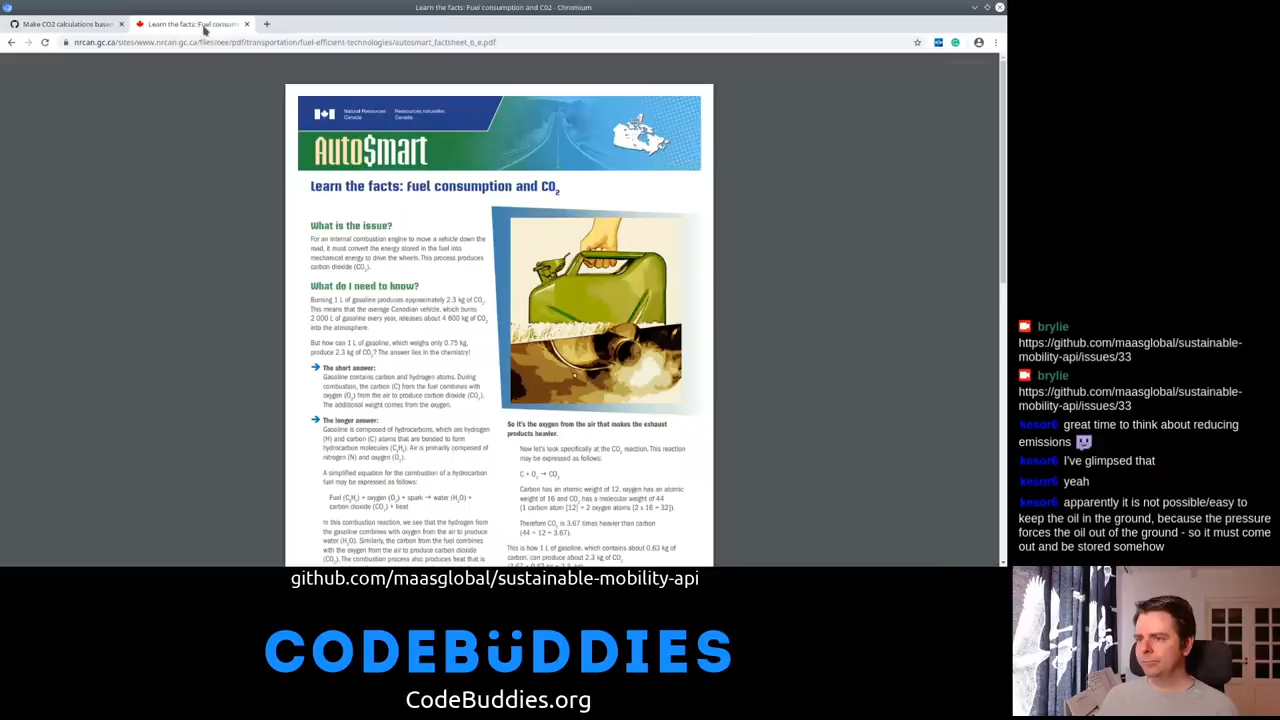 Learn the facts: Fuel consumption and CO2 - Chromium
Make CO2 calculations base
Learn the facts: Fuel consum
nrcan.gc.ca/sites/www.nrcan.gc.ca/files/oee/pdf/transportation/fuel-efficient-technologies/autosmart_factsheet_6_e.pdf
Natural Resources Canada
Ressources naturelles Canada
Auto$mart
Learn the facts: Fuel consumption and CO2
What is the issue?
For an internal combustion engine to move a vehicle down the
road, it must convert the energy stored in the fuel into
mechanical energy to drive the wheels. This process produces
carbon dioxide (CO2).
What do I need to know?
Burning 1 L of gasoline produces approximately 2.3 kg of CO2.
This means that the average Canadian vehicle, which burns
2 000 L of gasoline every year, releases about 4 600 kg of CO2
into the atmosphere.
But how can 1 L of gasoline, which weighs only 0.75 kg,
produce 2.3 kg of CO2? The answer lies in the chemistry!
The short answer:
Gasoline contains carbon and hydrogen atoms. During
combustion, the carbon (C) from the fuel combines with
oxygen (O2) from the air to produce carbon dioxide (CO2).
The additional weight comes from the oxygen.
The longer answer:
Gasoline is composed of hydrocarbons, which are hydrogen
(H) and carbon (C) atoms that are bonded to form
hydrocarbon molecules (CXHY). Air is primarily composed of
nitrogen (N) and oxygen (O2).
A simplified equation for the combustion of a hydrocarbon
fuel may be expressed as follows:
Fuel (CXHY) + oxygen (O2) + spark → water (H2O) +
carbon dioxide (CO2) + heat
In this combustion reaction, we see that the hydrogen from
the gasoline combines with oxygen from the air to produce
water (H2O). Similarly, the carbon from the fuel combines
with the oxygen from the air to produce carbon dioxide
(CO2). The combustion process also produces heat that is
So it's the oxygen from the air that makes the exhaust
products heavier.
Now let's look specifically at the CO2 reaction. This reaction
may be expressed as follows:
C + O2 → CO2
Carbon has an atomic weight of 12, oxygen has an atomic
weight of 16 and CO2 has a molecular weight of 44
(1 carbon atom [12] + 2 oxygen atoms [2 x 16 = 32]).
Therefore CO2 is 3.67 times heavier than carbon
(44 ÷ 12 = 3.67).
This is how 1 L of gasoline, which contains about 0.63 kg of
carbon, can produce about 2.3 kg of CO2
brylie
https://github.com/maasglobal/sustainable-
mobility-api/issues/33
brylie
https://github.com/maasglobal/sustainable-
mobility-api/issues/33
kesor6 great time to think about reducing
emissions
kesor6 I've glimpsed that
kesor6 yeah
kesor6 apparently it is not possible/easy to
keep the oil in the ground, because the pressure
forces the oil out of the ground - so it must come
out and be stored somehow
github.com/maasglobal/sustainable-mobility-api
CODEBÜDDIES
CodeBuddies.org